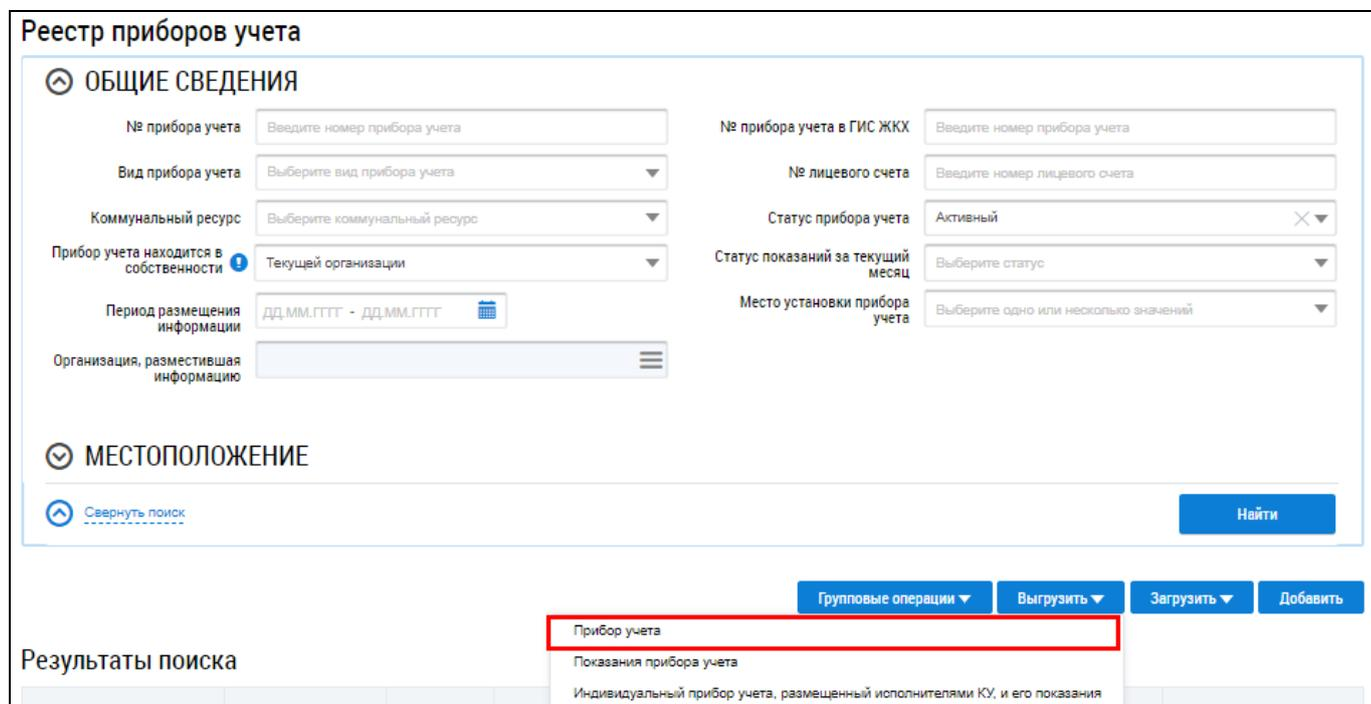 Реестр приборов учета
ОБЩИЕ СВЕДЕНИЯ
№ прибора учета Введите номер прибора учета № прибора учета в ГИС ЖКХ Введите номер прибора учета
Вид прибора учета Выберите вид прибора учета № лицевого счета Введите номер лицевого счета
Коммунальный ресурс Выберите коммунальный ресурс Статус прибора учета Активный
Прибор учета находится в
собственности Текущей организации Статус показаний за текущий
месяц Выберите статус
Период размещения
информации ДД.ММ.ГГГГ - ДД.ММ.ГГГГ Место установки прибора
учета Выберите одно или несколько значений
Организация, разместившая
информацию
МЕСТОПОЛОЖЕНИЕ
Свернуть поиск Найти
Групповые операции Выгрузить Загрузить Добавить
Прибор учета
Результаты поиска Показания прибора учета
Индивидуальный прибор учета, размещенный исполнителями КУ, и его показания